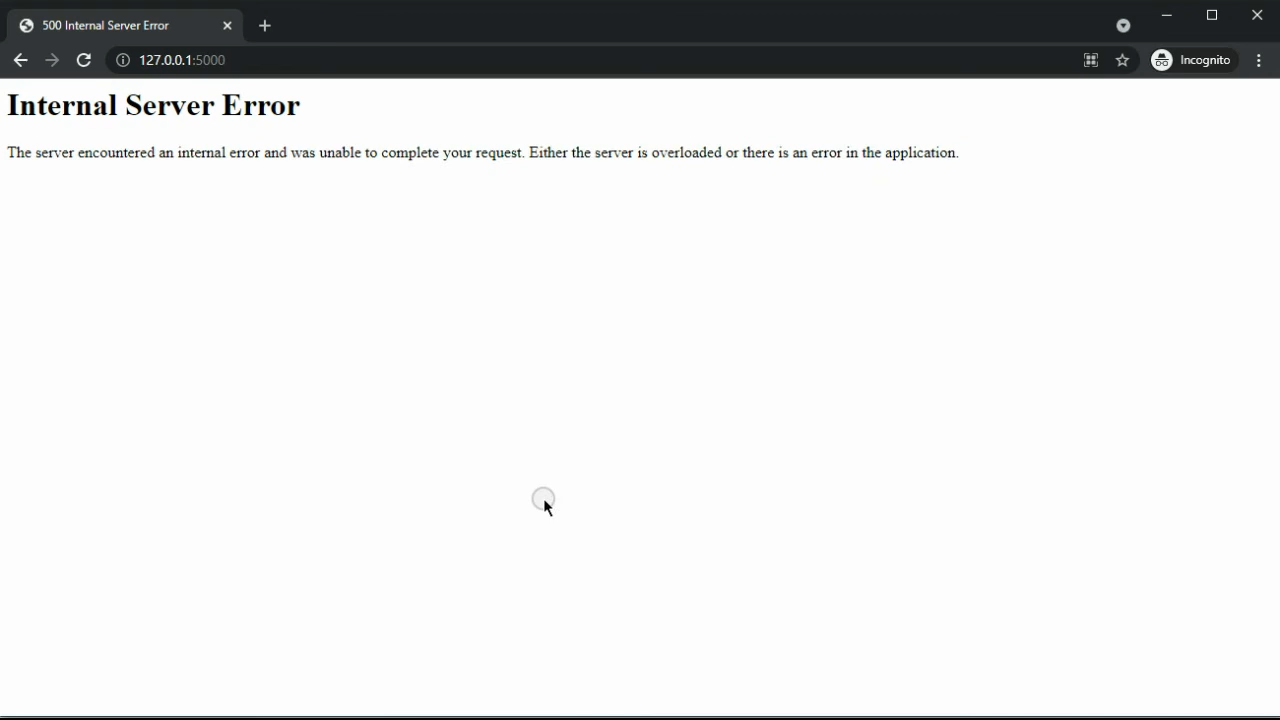 500 Internal Server Error
127.0.0.1:5000
Incognito
Internal Server Error
The server encountered an internal error and was unable to complete your request. Either the server is overloaded or there is an error in the application.